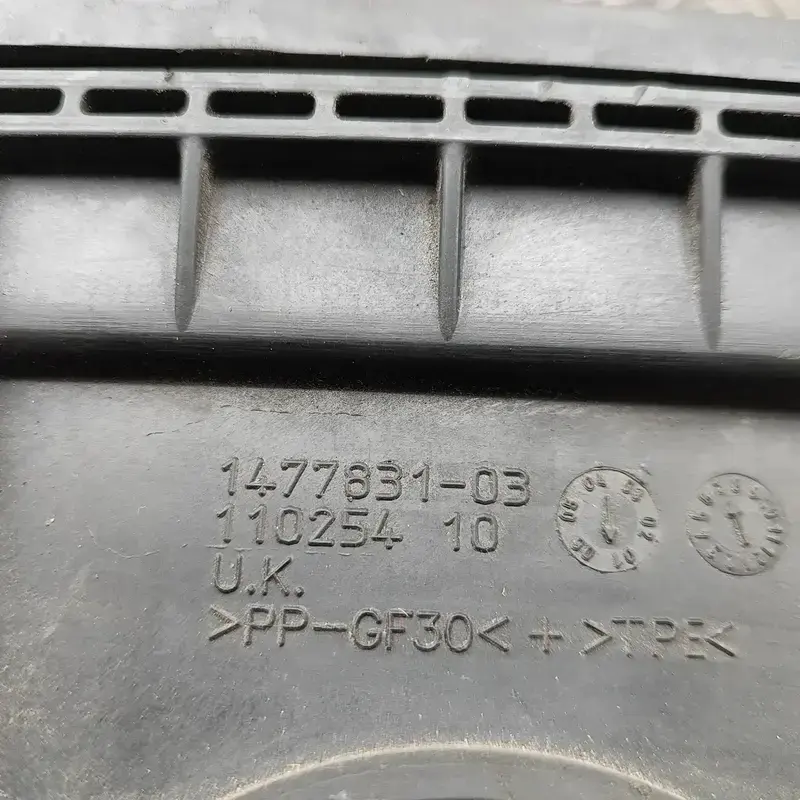 1477831-03
110254 10
U.K.
>PP-GF30< + >TPE<